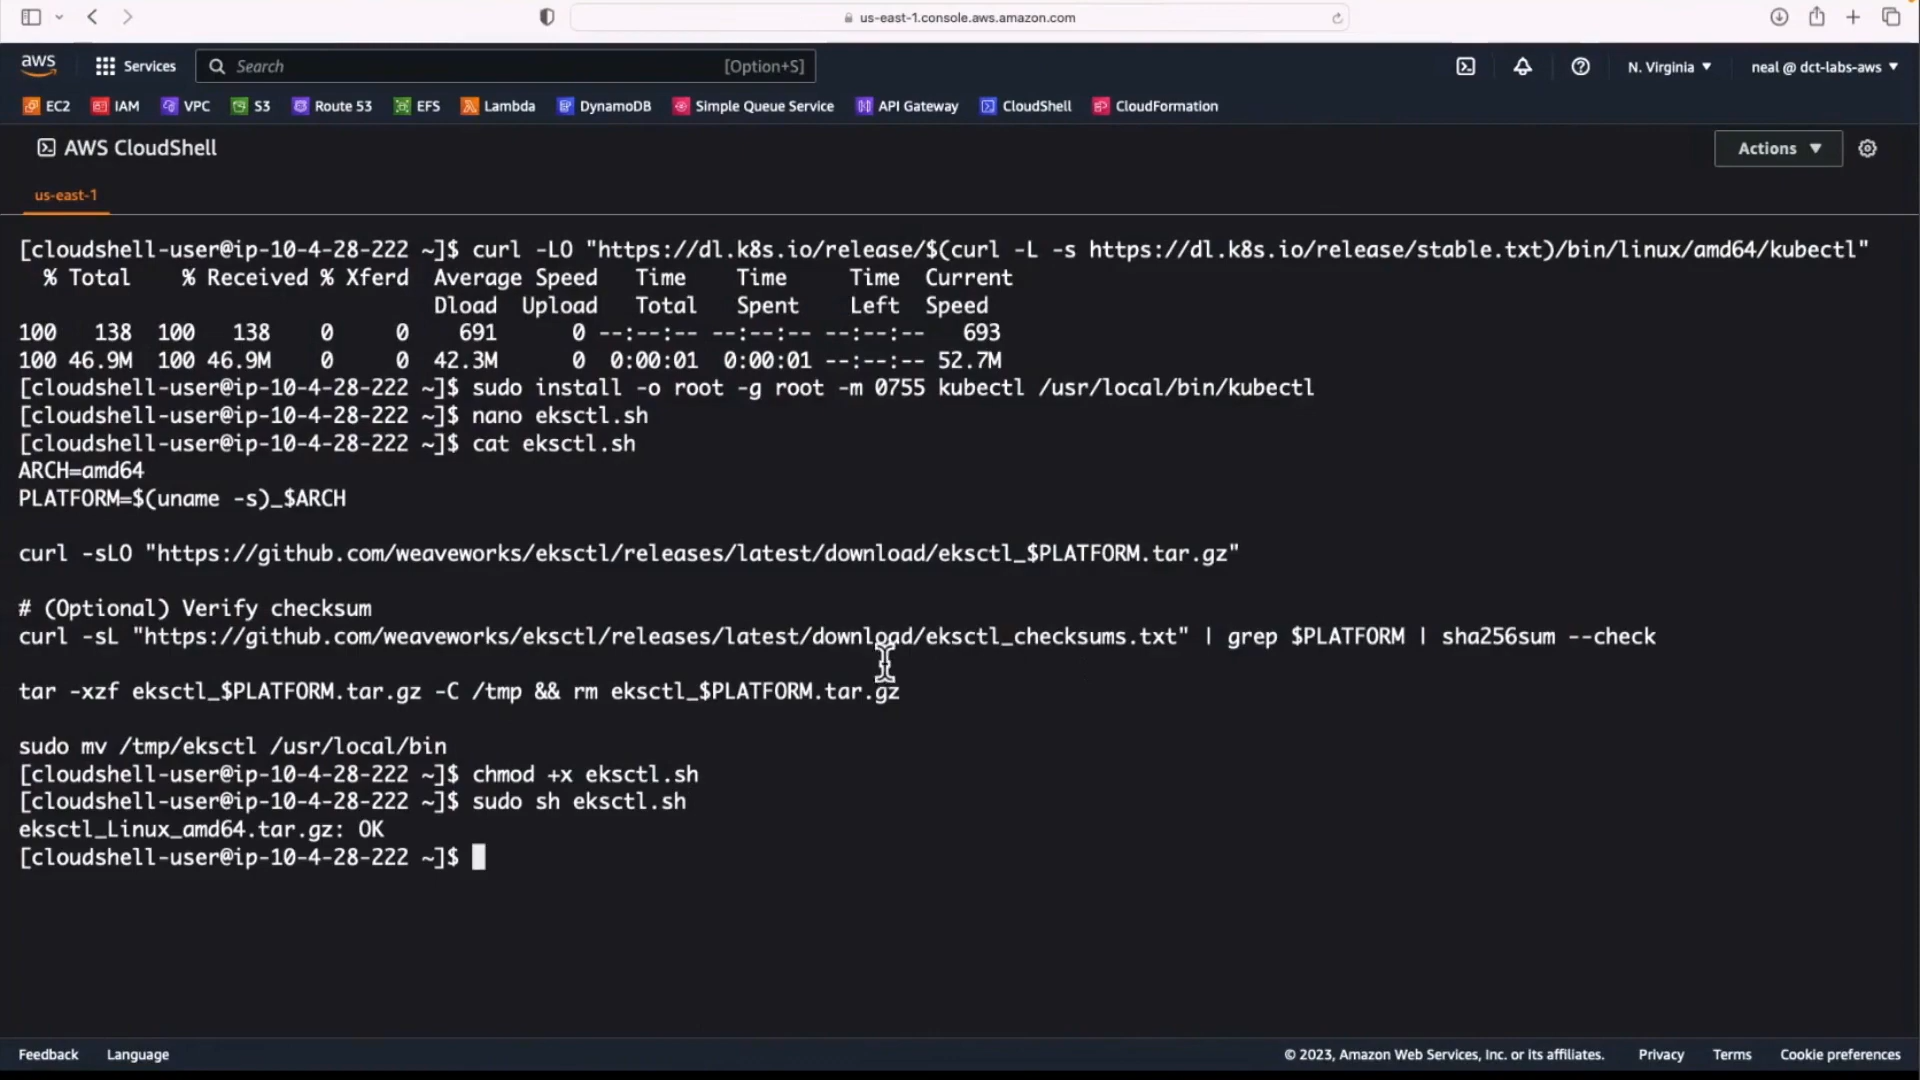 us-east-1.console.aws.amazon.com
aws Services Search [Option+S] N. Virginia ▼ neal @ dct-labs-aws ▼
EC2 IAM VPC S3 Route 53 EFS Lambda DynamoDB Simple Queue Service API Gateway CloudShell CloudFormation
AWS CloudShell Actions ▼
us-east-1
[cloudshell-user@ip-10-4-28-222 ~]$ curl -LO "https://dl.k8s.io/release/$(curl -L -s https://dl.k8s.io/release/stable.txt)/bin/linux/amd64/kubectl"
% Total % Received % Xferd Average Speed Time Time Time Current
Dload Upload Total Spent Left Speed
100 138 100 138 0 0 691 0 --:--:-- --:--:-- --:--:-- 693
100 46.9M 100 46.9M 0 0 42.3M 0 0:00:01 0:00:01 --:--:-- 52.7M
[cloudshell-user@ip-10-4-28-222 ~]$ sudo install -o root -g root -m 0755 kubectl /usr/local/bin/kubectl
[cloudshell-user@ip-10-4-28-222 ~]$ nano eksctl.sh
[cloudshell-user@ip-10-4-28-222 ~]$ cat eksctl.sh
ARCH=amd64
PLATFORM=$(uname -s)_$ARCH
curl -sLO "https://github.com/weaveworks/eksctl/releases/latest/download/eksctl_$PLATFORM.tar.gz"
# (Optional) Verify checksum
curl -sL "https://github.com/weaveworks/eksctl/releases/latest/download/eksctl_checksums.txt" | grep $PLATFORM | sha256sum --check
tar -xzf eksctl_$PLATFORM.tar.gz -C /tmp && rm eksctl_$PLATFORM.tar.gz
sudo mv /tmp/eksctl /usr/local/bin
[cloudshell-user@ip-10-4-28-222 ~]$ chmod +x eksctl.sh
[cloudshell-user@ip-10-4-28-222 ~]$ sudo sh eksctl.sh
eksctl_Linux_amd64.tar.gz: OK
[cloudshell-user@ip-10-4-28-222 ~]$
Feedback Language © 2023, Amazon Web Services, Inc. or its affiliates. Privacy Terms Cookie preferences